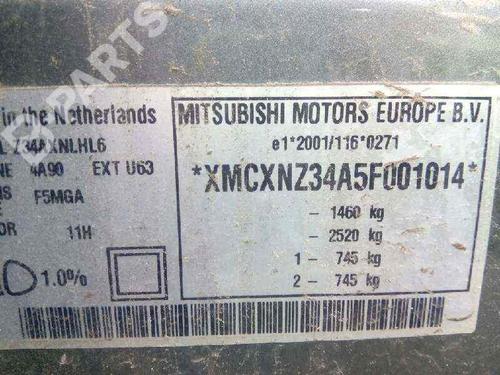 in the Netherlands
Z34AXNLHL6
4A90 EXT U63
F5MGA
11H
1.0%
MITSUBISHI MOTORS EUROPE B.V.
e1*2001/116*0271
*XMCXNZ34A5F001014*
- 1460 kg
- 2520 kg
1 - 745 kg
2 - 745 kg
PARTS